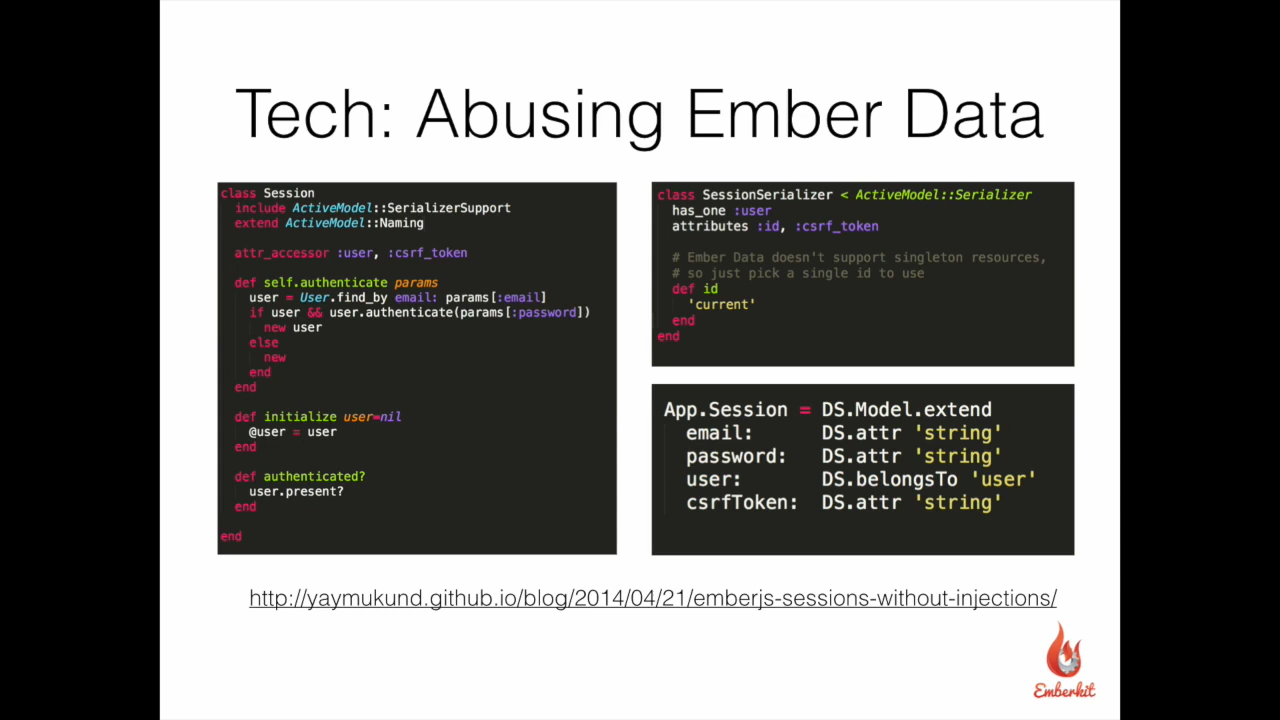 Tech: Abusing Ember Data
class Session
  include ActiveModel::SerializerSupport
  extend ActiveModel::Naming

  attr_accessor :user, :csrf_token

  def self.authenticate params
    user = User.find_by email: params[:email]
    if user && user.authenticate(params[:password])
      new user
    else
      new
    end
  end

  def initialize user=nil
    @user = user
  end

  def authenticated?
    user.present?
  end

end
class SessionSerializer < ActiveModel::Serializer
  has_one :user
  attributes :id, :csrf_token

  # Ember Data doesn't support singleton resources,
  # so just pick a single id to use
  def id
    'current'
  end
end
App.Session = DS.Model.extend
  email:      DS.attr 'string'
  password:   DS.attr 'string'
  user:       DS.belongsTo 'user'
  csrfToken:  DS.attr 'string'
http://yaymukund.github.io/blog/2014/04/21/emberjs-sessions-without-injections/
Emberkit